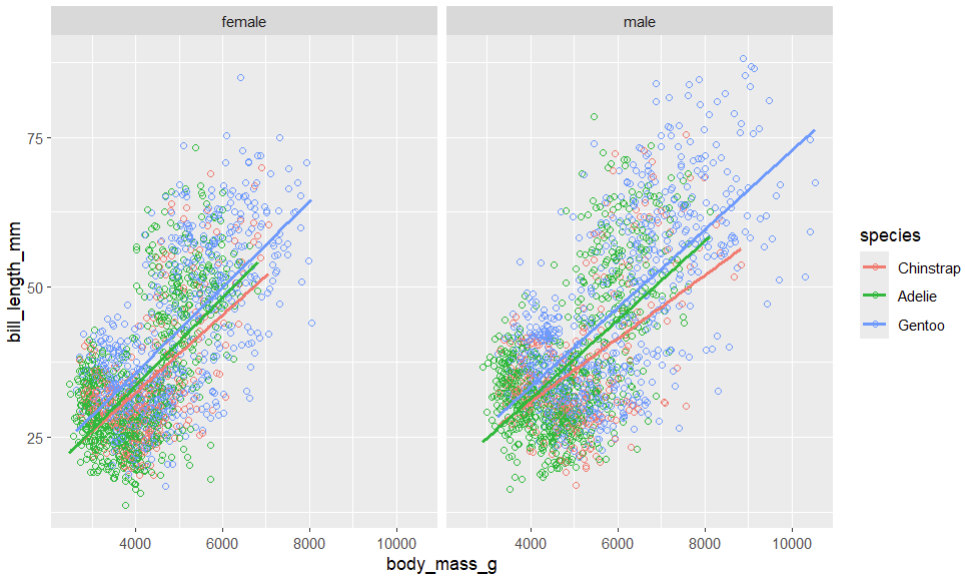 female
male
75
50
25
bill_length_mm
4000 6000 8000 10000
4000 6000 8000 10000
body_mass_g
species
Chinstrap
Adelie
Gentoo